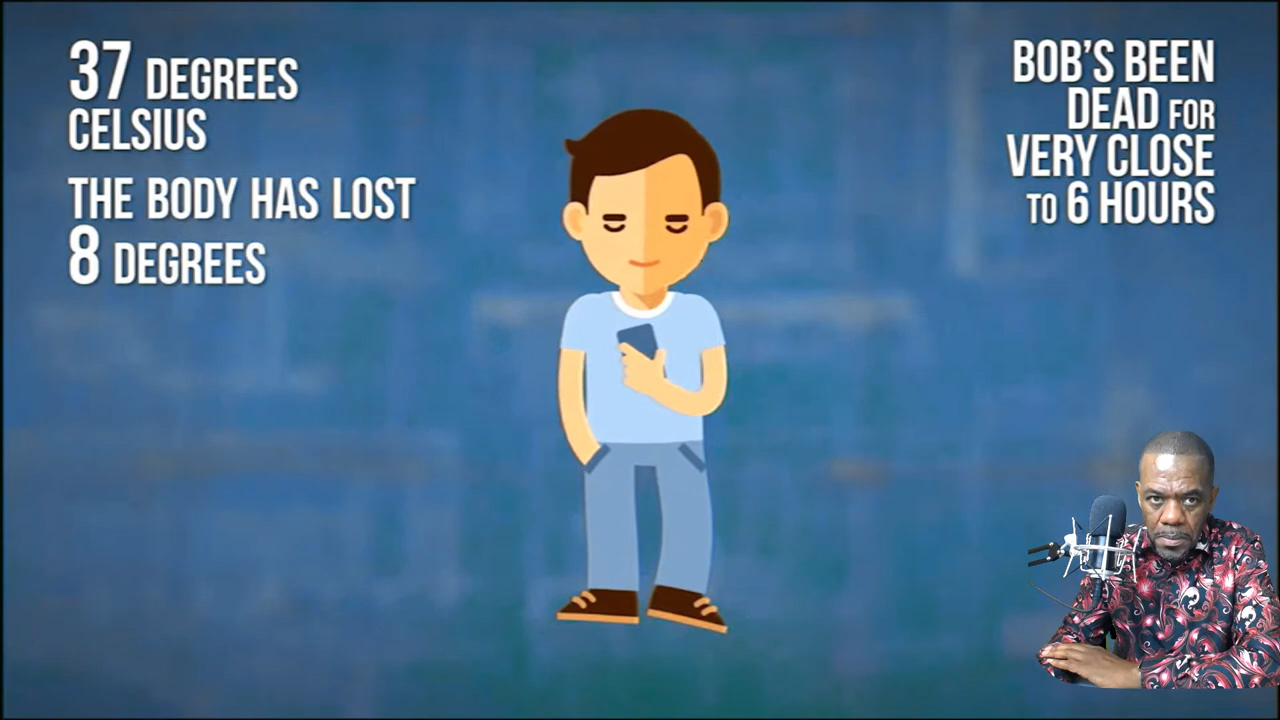 37 DEGREES
CELSIUS
THE BODY HAS LOST
8 DEGREES
BOB'S BEEN
DEAD FOR
VERY CLOSE
TO 6 HOURS